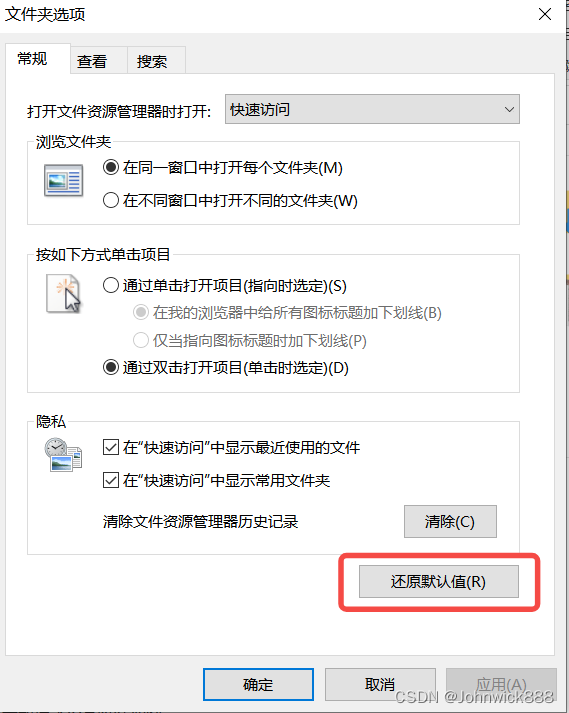 文件夹选项
常规
查看
搜索
打开文件资源管理器时打开:
快速访问
浏览文件夹
在同一窗口中打开每个文件夹(M)
在不同窗口中打开不同的文件夹(W)
按如下方式单击项目
通过单击打开项目(指向时选定)(S)
在我的浏览器中给所有图标标题加下划线(B)
仅当指向图标标题时加下划线(P)
通过双击打开项目(单击时选定)(D)
隐私
在“快速访问”中显示最近使用的文件
在“快速访问”中显示常用文件夹
清除文件资源管理器历史记录
清除(C)
还原默认值(R)
确定
取消
应用(A)
CSDN @Johnwick888